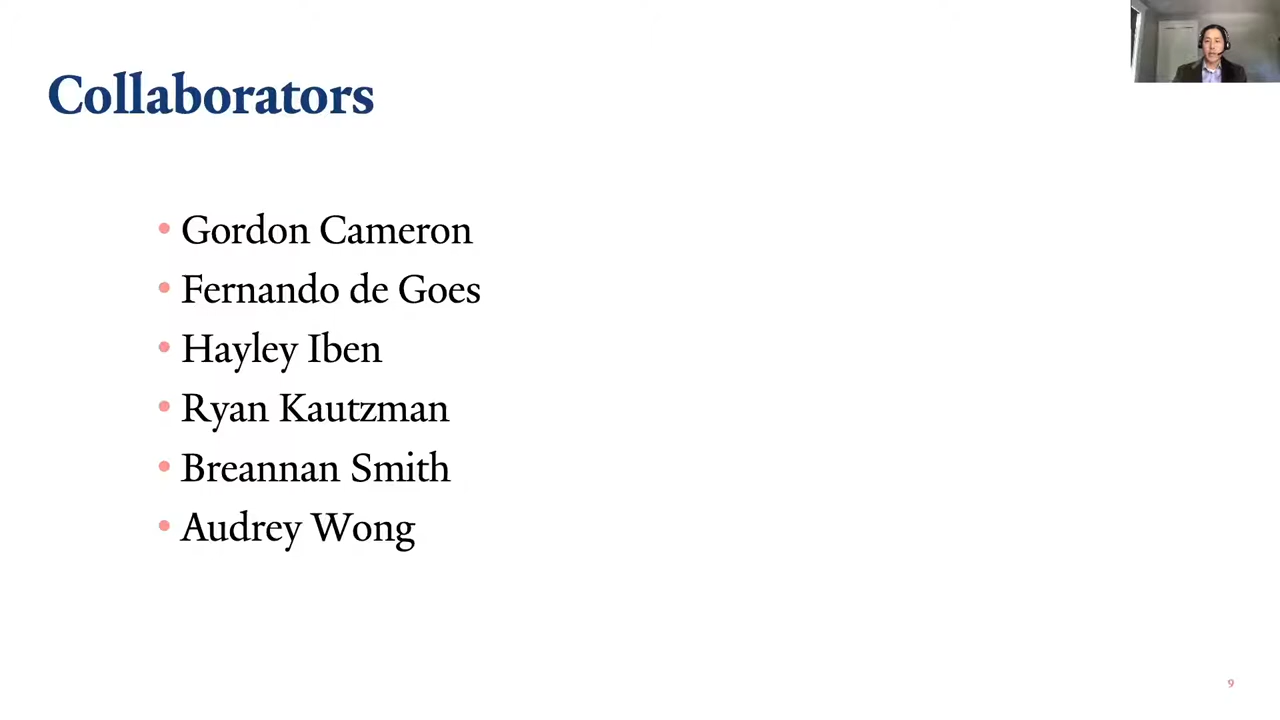 Collaborators
• Gordon Cameron
• Fernando de Goes
• Hayley Iben
• Ryan Kautzman
• Breannan Smith
• Audrey Wong
9